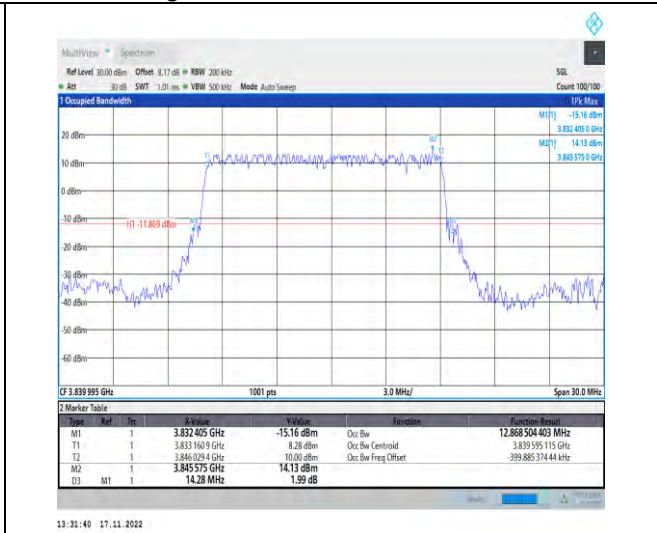 MultiView Spectrum
Ref Level 30.00 dBm Offset 8.17 dB RBW 200 kHz SGL
Att 30 dB SWT 1.01 ms VBW 500 kHz Mode Auto Sweep Count 100/100
1 Occupied Bandwidth 1Pk Max
M1[1] -15.16 dBm
3.832 405 0 GHz
M2[1] 14.13 dBm
3.845 575 0 GHz
20 dBm
10 dBm
0 dBm
-10 dBm
H1 -11.869 dBm
-20 dBm
-30 dBm
-40 dBm
-50 dBm
-60 dBm
T1
M2
T2
CF 3.839 995 GHz 1001 pts 3.0 MHz/ Span 30.0 MHz
2 Marker Table
Type Ref Trc X-Value Y-Value Function Function Result
M1 1 3.832 405 GHz -15.16 dBm Occ Bw 12.868 504 403 MHz
T1 1 3.833 160 9 GHz 8.28 dBm Occ Bw Centroid 3.839 595 115 GHz
T2 1 3.846 029 4 GHz 10.00 dBm Occ Bw Freq Offset -399.885 374 44 kHz
M2 1 3.845 575 GHz 14.13 dBm
D3 M1 1 14.28 MHz 1.99 dB
13:31:40 17.11.2022